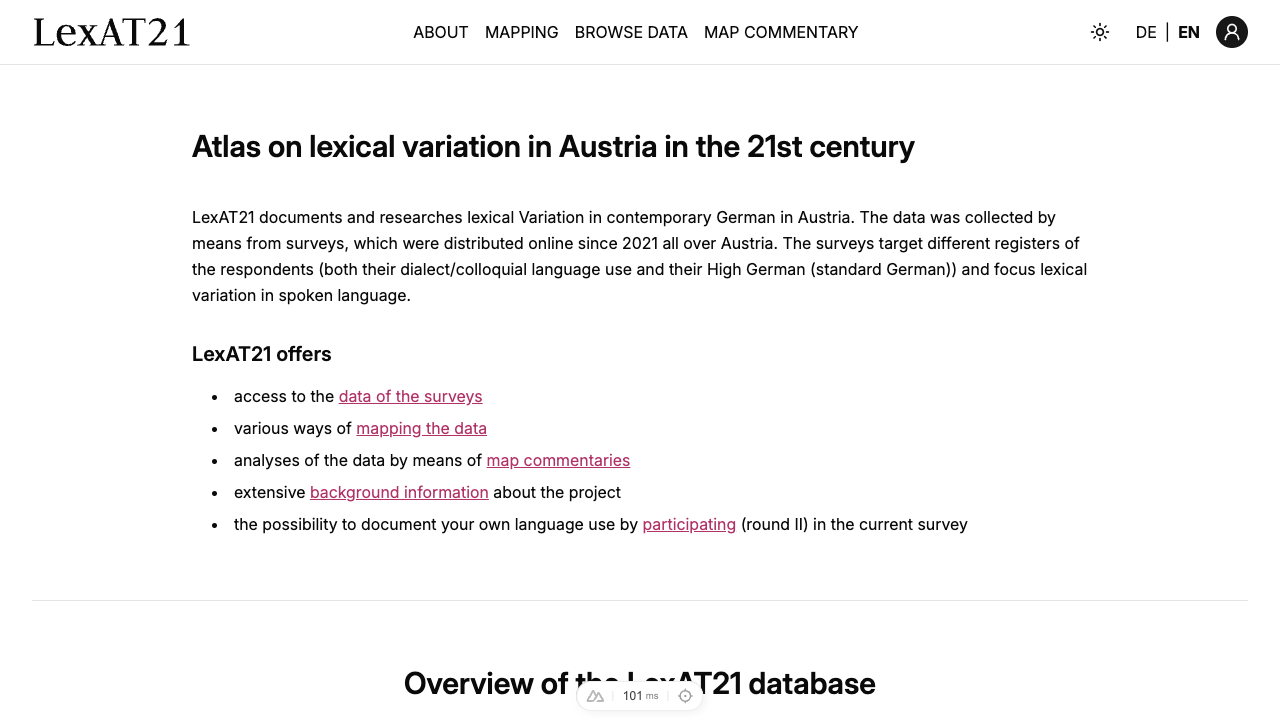 LexAT21
ABOUT MAPPING BROWSE DATA MAP COMMENTARY
DE | EN
Atlas on lexical variation in Austria in the 21st century
LexAT21 documents and researches lexical Variation in contemporary German in Austria. The data was collected by
means from surveys, which were distributed online since 2021 all over Austria. The surveys target different registers of
the respondents (both their dialect/colloquial language use and their High German (standard German)) and focus lexical
variation in spoken language.
LexAT21 offers
• access to the data of the surveys
• various ways of mapping the data
• analyses of the data by means of map commentaries
• extensive background information about the project
• the possibility to document your own language use by participating (round II) in the current survey
Overview of the LexAT21 database
101 ms